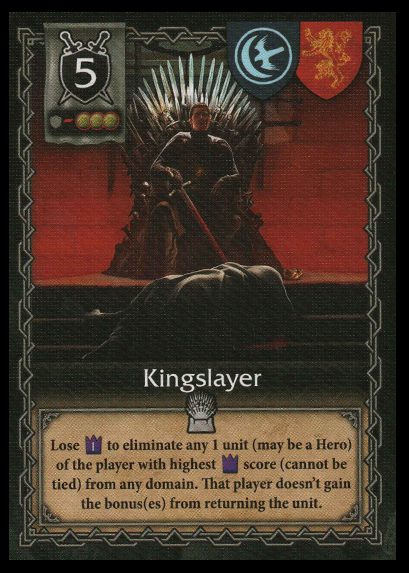 5
Kingslayer
Lose 1 to eliminate any 1 unit (may be a Hero)
of the player with highest score (cannot be
tied) from any domain. That player doesn't gain
the bonus(es) from returning the unit.